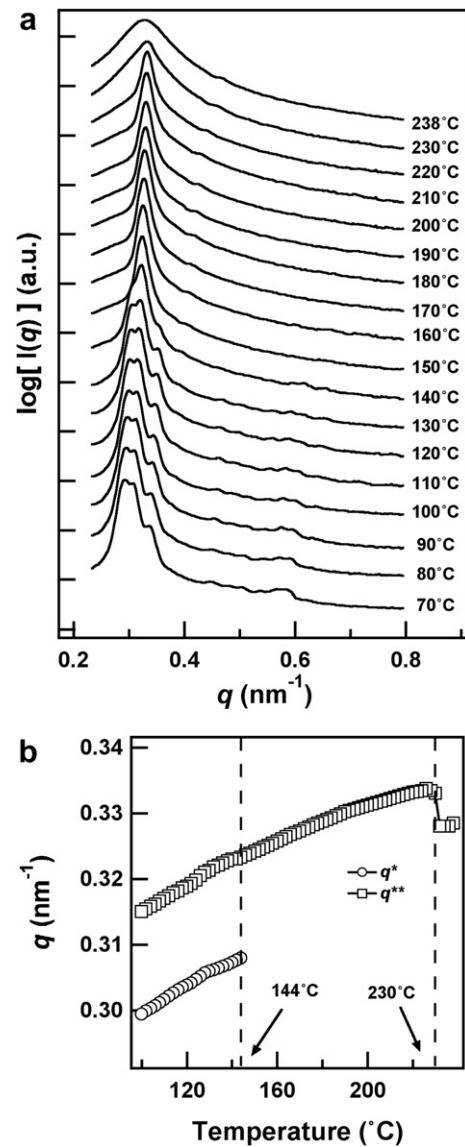 a
log[ I(q) ] (a.u.)
238˚C
230˚C
220˚C
210˚C
200˚C
190˚C
180˚C
170˚C
160˚C
150˚C
140˚C
130˚C
120˚C
110˚C
100˚C
90˚C
80˚C
70˚C
0.2 0.4 0.6 0.8
q (nm⁻¹)
b
0.34
0.33
0.32
0.31
0.30
q (nm⁻¹)
q*
q**
144˚C
230˚C
120 160 200
Temperature (˚C)